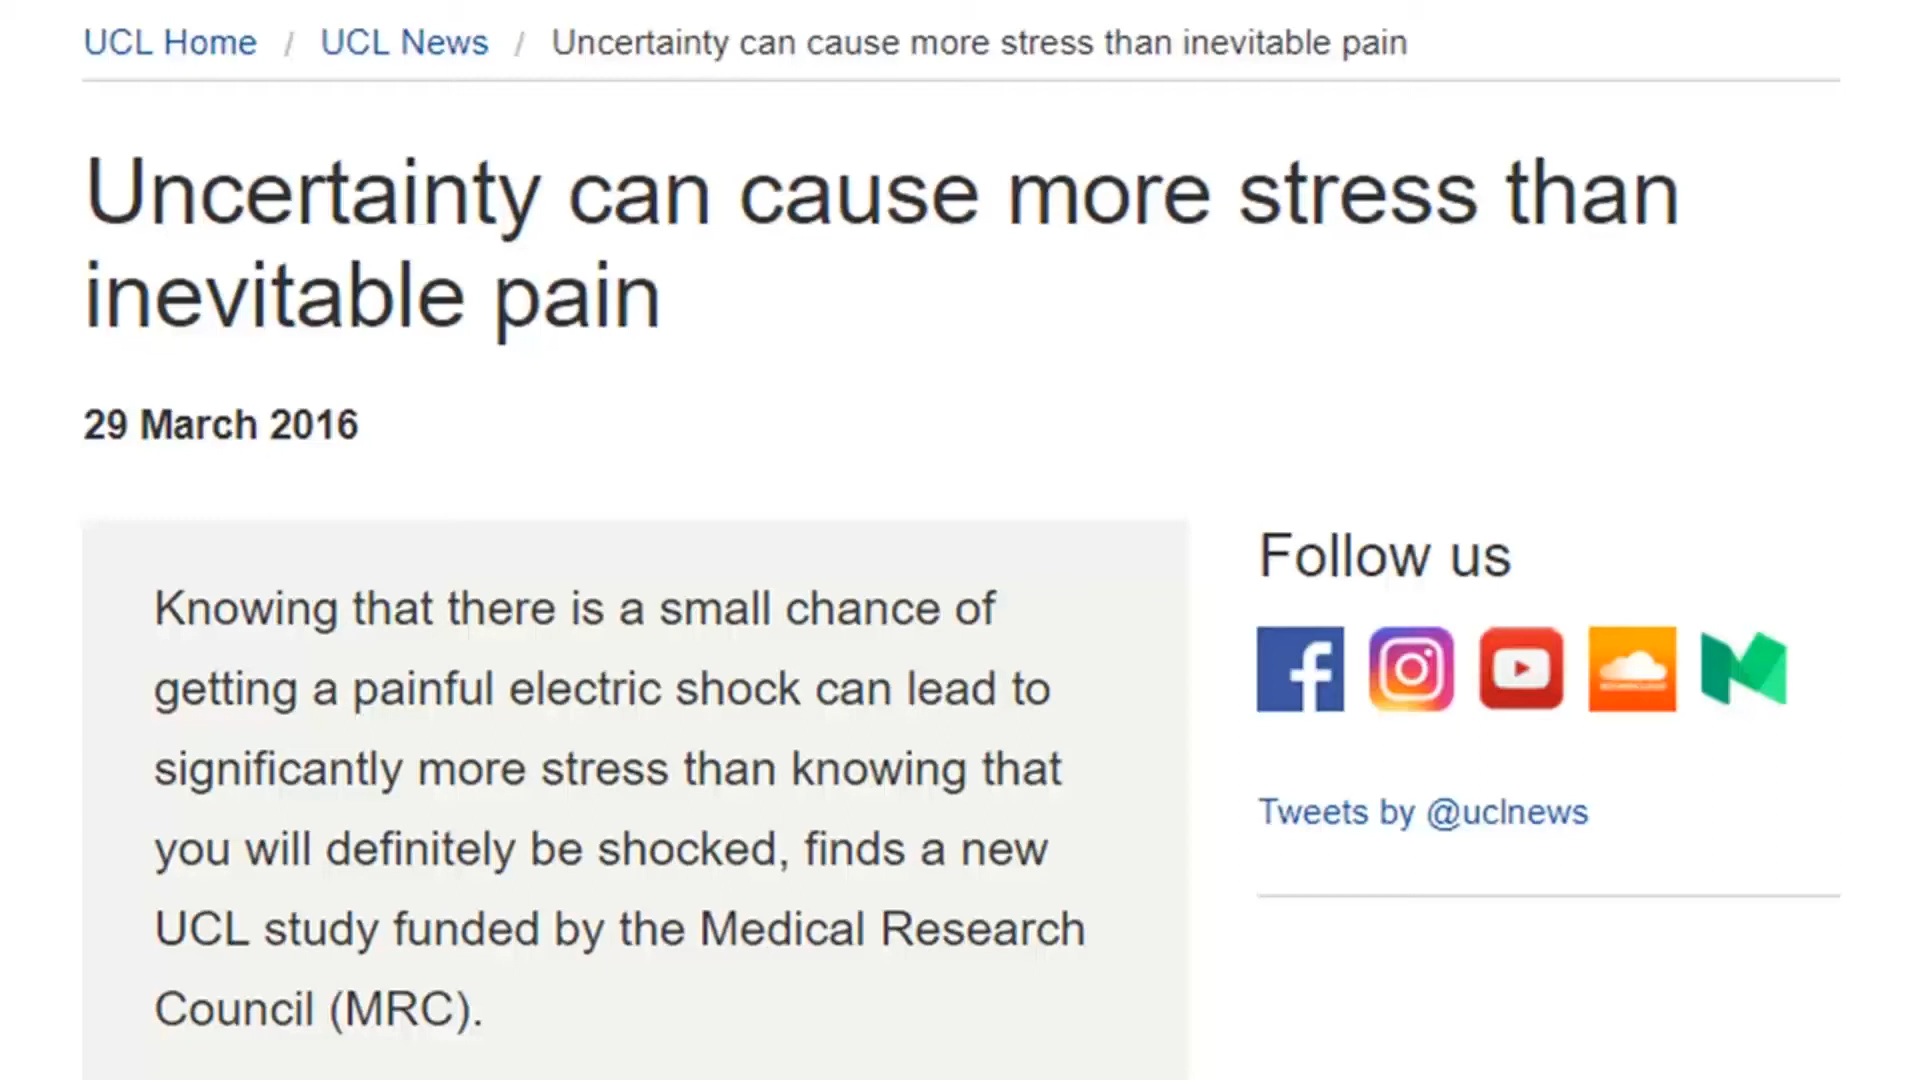 UCL Home / UCL News / Uncertainty can cause more stress than inevitable pain
Uncertainty can cause more stress than
inevitable pain
29 March 2016
Knowing that there is a small chance of
getting a painful electric shock can lead to
significantly more stress than knowing that
you will definitely be shocked, finds a new
UCL study funded by the Medical Research
Council (MRC).
Follow us
Tweets by @uclnews